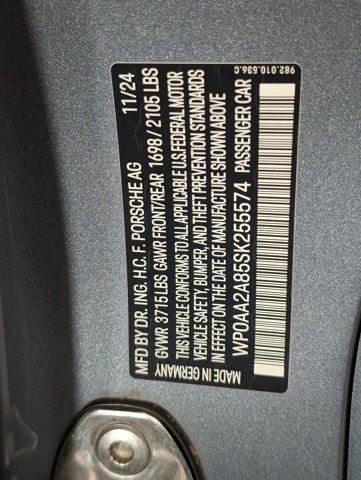 MFD BY DR. ING. H.C. F. PORSCHE AG 11/24
GVWR 3715 LBS GAWR FRONT/REAR 1698 / 2105 LBS
THIS VEHICLE CONFORMS TO ALL APPLICABLE U.S.FEDERAL MOTOR
VEHICLE SAFETY, BUMPER, AND THEFT PREVENTION STANDARDS
IN EFFECT ON THE DATE OF MANUFACTURE SHOWN ABOVE
WP0AA2A85SK255574 PASSENGER CAR
MADE IN GERMANY
982.010.536.C